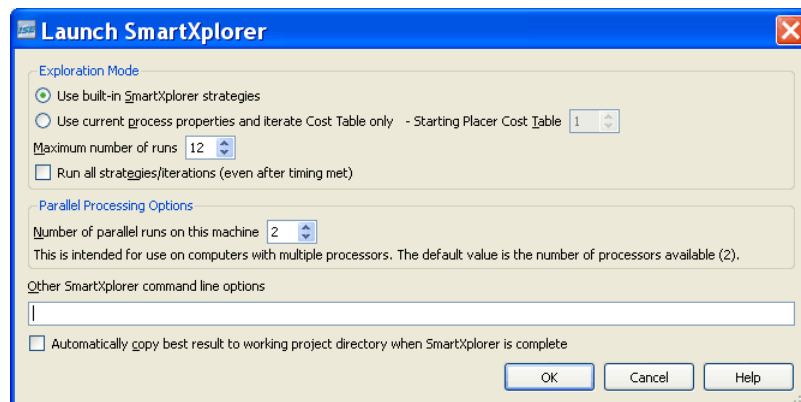 ISE Launch SmartXplorer
Exploration Mode
Use built-in SmartXplorer strategies
Use current process properties and iterate Cost Table only - Starting Placer Cost Table 1
Maximum number of runs 12
Run all strategies/iterations (even after timing met)
Parallel Processing Options
Number of parallel runs on this machine 2
This is intended for use on computers with multiple processors. The default value is the number of processors available (2).
Other SmartXplorer command line options
Automatically copy best result to working project directory when SmartXplorer is complete
OK Cancel Help